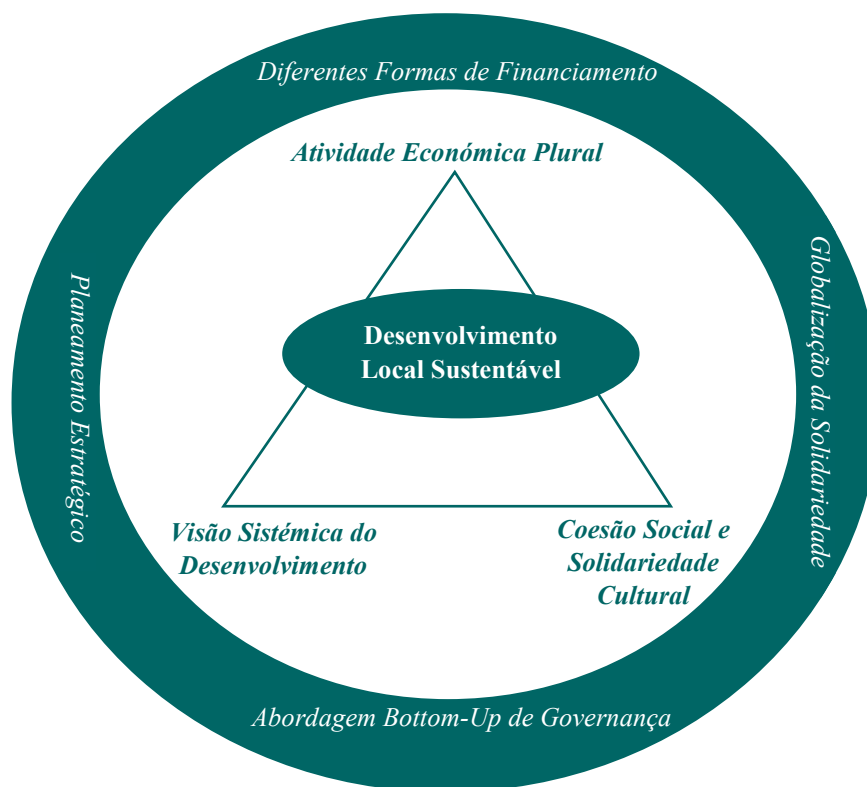 Diferentes Formas de Financiamento
Atividade Económica Plural
Planeamento Estratégico
Globalização da Solidariedade
Desenvolvimento
Local Sustentável
Visão Sistémica do
Desenvolvimento
Coesão Social e
Solidariedade
Cultural
Abordagem Bottom-Up de Governança